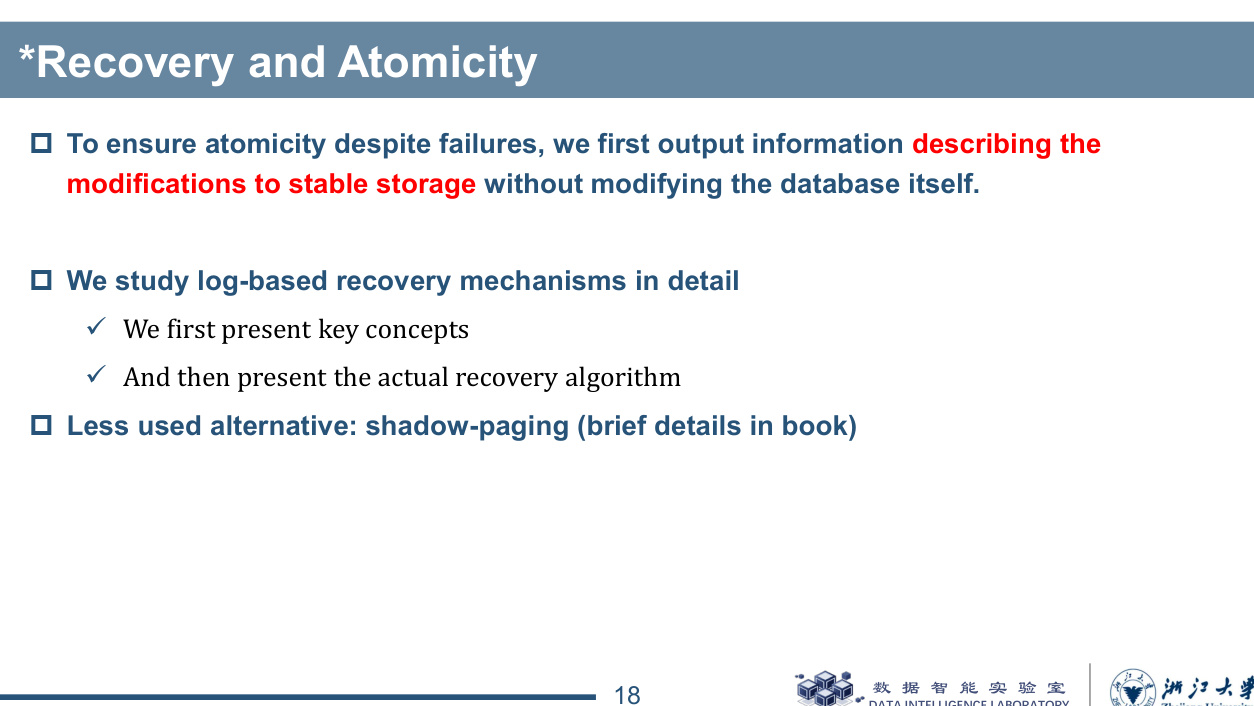 *Recovery and Atomicity
To ensure atomicity despite failures, we first output information describing the
modifications to stable storage without modifying the database itself.
We study log-based recovery mechanisms in detail
We first present key concepts
And then present the actual recovery algorithm
Less used alternative: shadow-paging (brief details in book)
18
数据智能实验室
DATA INTELLIGENCE LABORATORY
浙江大学
Zhejiang University